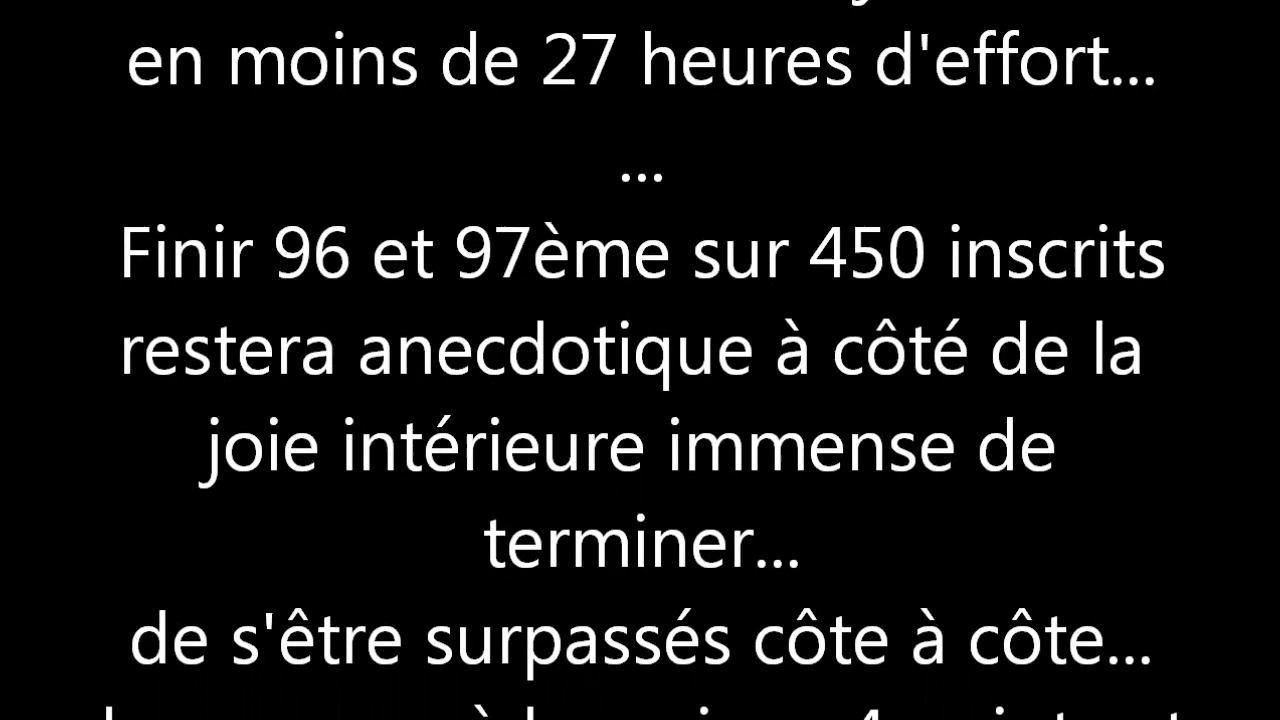 en moins de 27 heures d'effort...
...
Finir 96 et 97ème sur 450 inscrits
restera anecdotique à côté de la
joie intérieure immense de
terminer...
de s'être surpassés côte à côte...